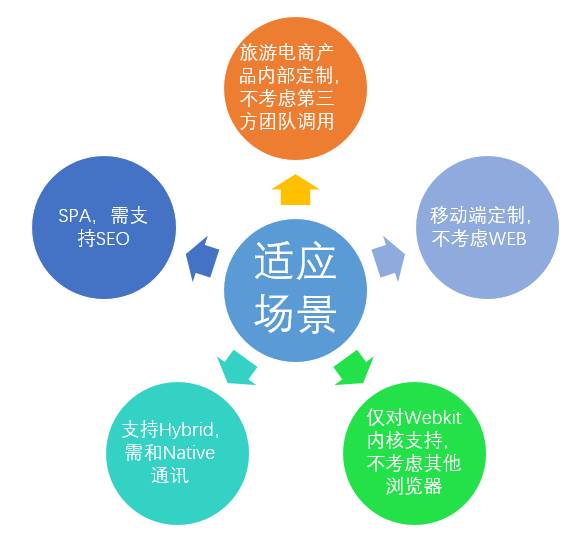 旅游电商产
品内部定制,
不考虑第三
方团队调用
SPA，需支
持SEO
移动端定制,
不考虑WEB
适应
场景
支持Hybrid,
需和Native
通讯
仅对Webkit
内核支持,
不考虑其他
浏览器